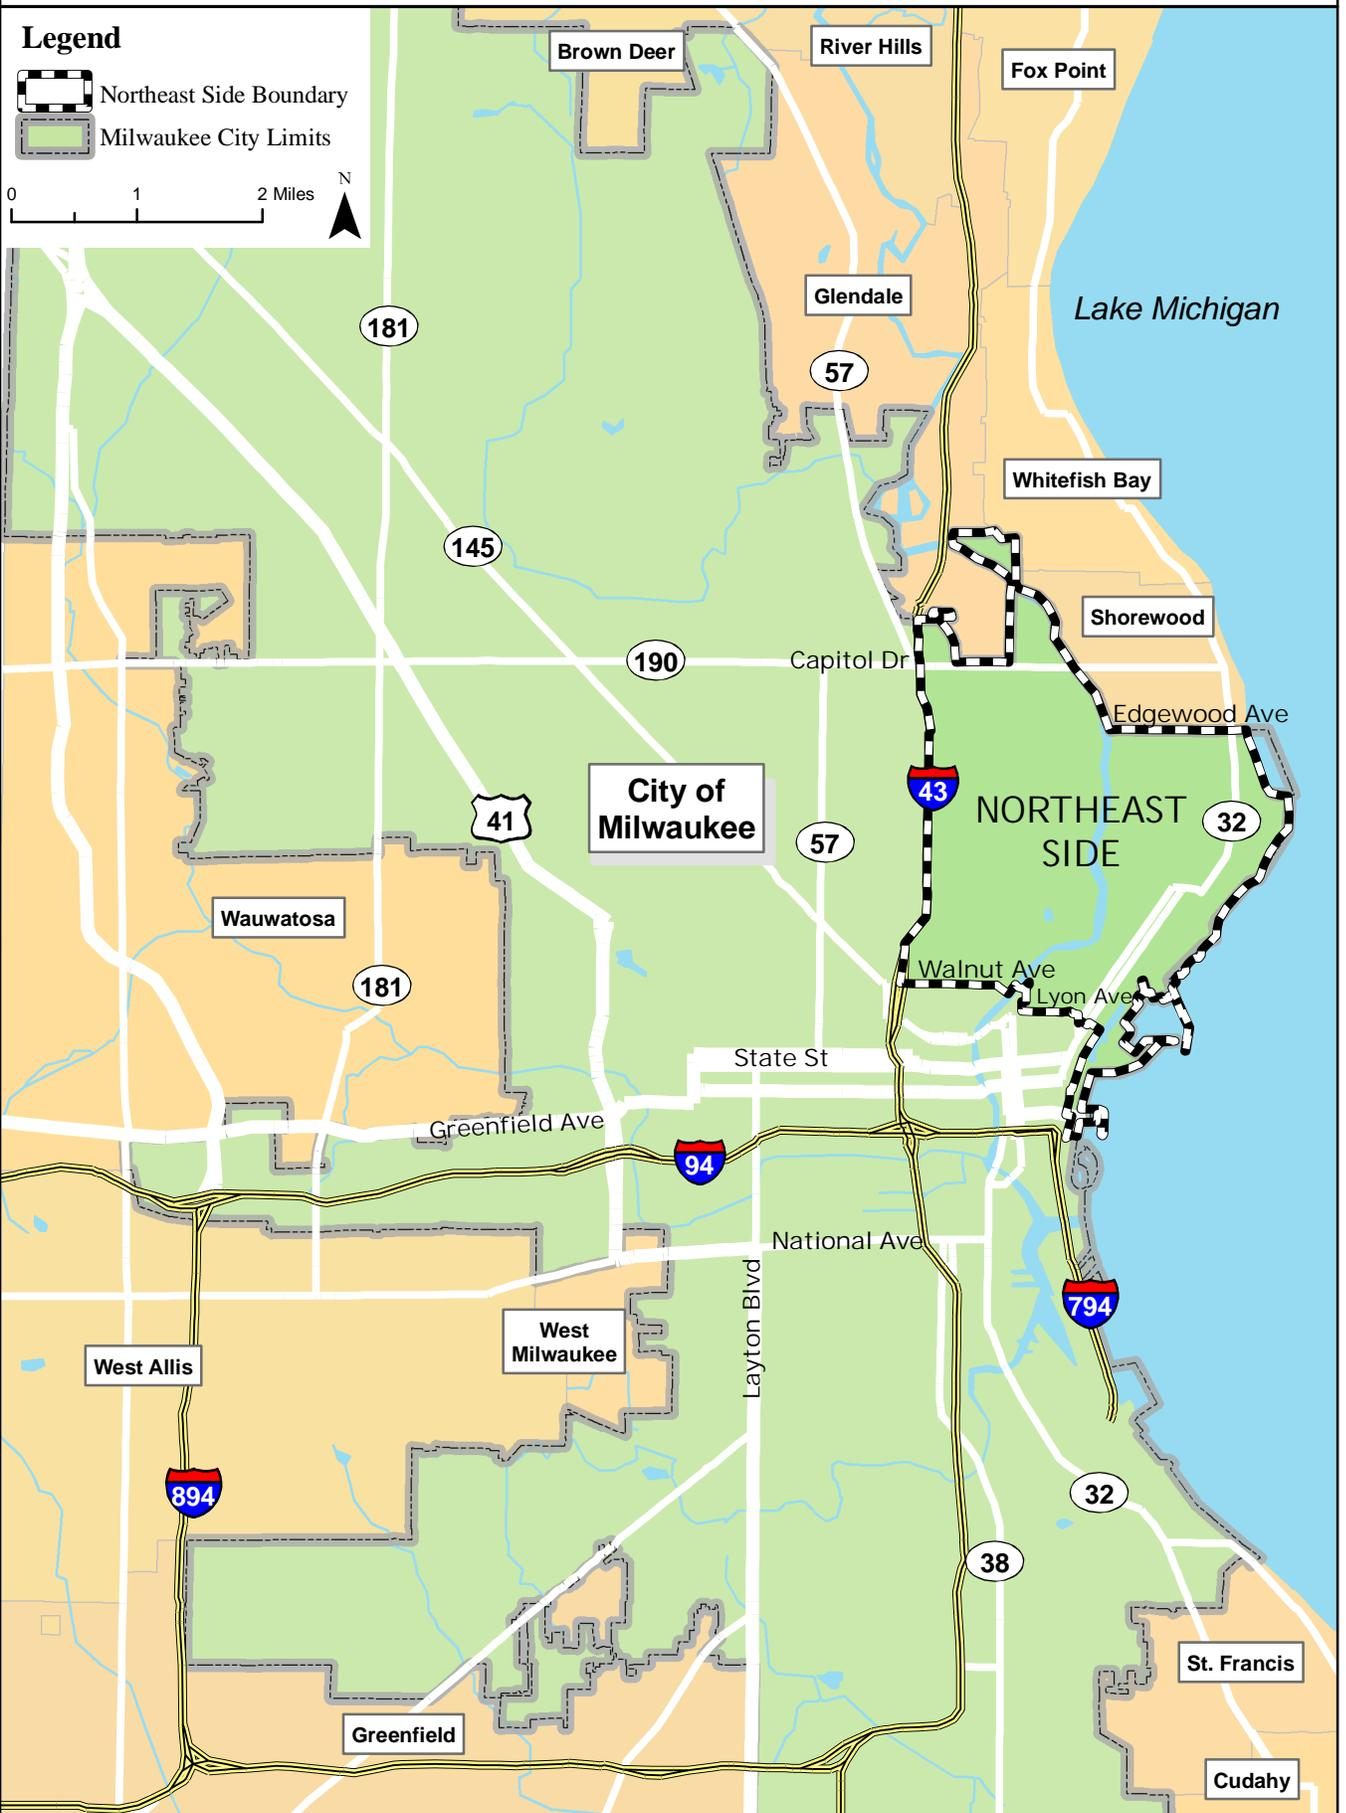 Legend
Northeast Side Boundary
Milwaukee City Limits
0 1 2 Miles
N
Brown Deer
River Hills
Fox Point
Glendale
Lake Michigan
181
57
Whitefish Bay
145
Shorewood
190
Capitol Dr
Edgewood Ave
City of
Milwaukee
43
NORTHEAST
SIDE
32
41
57
Wauwatosa
181
Walnut Ave
Lyon Ave
State St
Greenfield Ave
94
National Ave
Layton Blvd
794
West
Milwaukee
West Allis
894
32
38
St. Francis
Greenfield
Cudahy